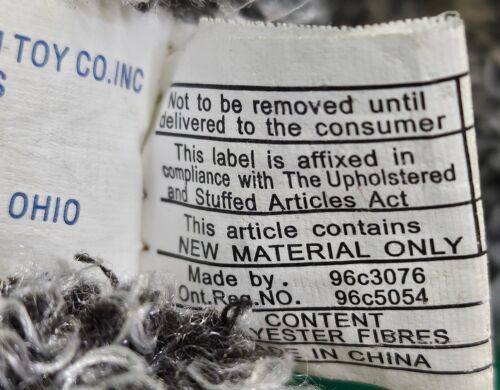 TOY CO.INC
OHIO
Not to be removed until
delivered to the consumer
This label is affixed in
compliance with The Upholstered
and Stuffed Articles Act
This article contains
NEW MATERIAL ONLY
Made by. 96c3076
Ont.Reg.NO. 96c5054
CONTENT
FIBRES
IN CHINA